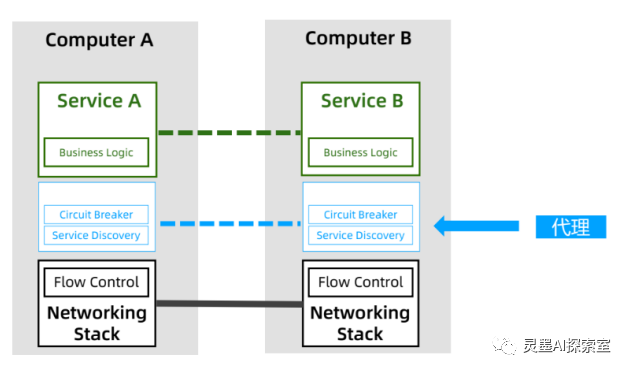 Computer A
Service A
Business Logic
Circuit Breaker
Service Discovery
Flow Control
Networking
Stack
Computer B
Service B
Business Logic
Circuit Breaker
Service Discovery
Flow Control
Networking
Stack
代理
灵墨AI探索室